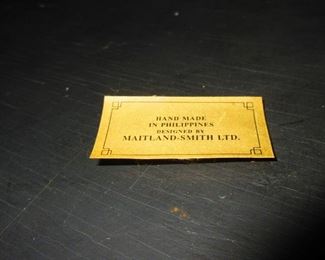 HAND MADE
IN PHILIPPINES
DESIGNED BY
MAITLAND-SMITH LTD.